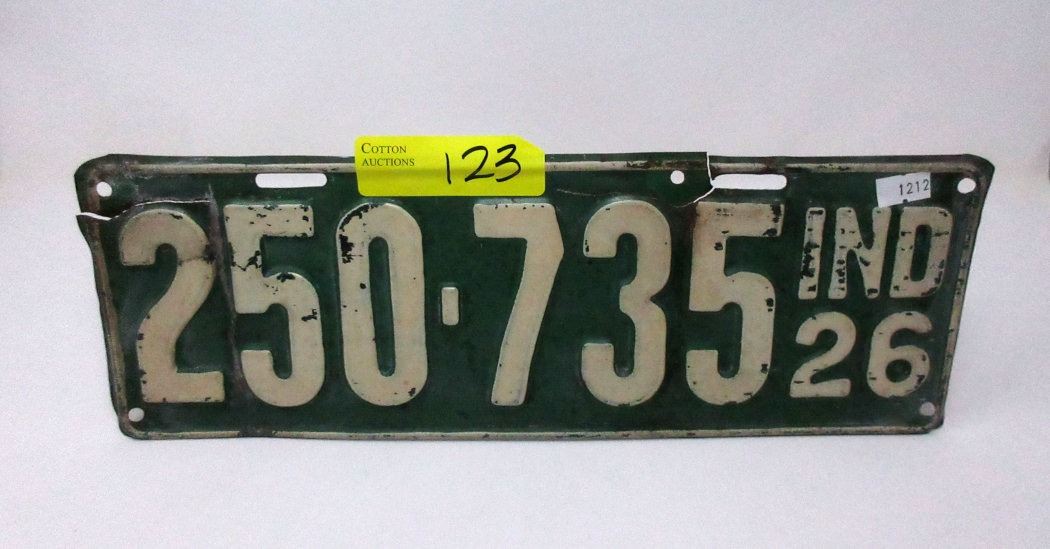 COTTON
AUCTIONS 123
1212
250-735 IND
26